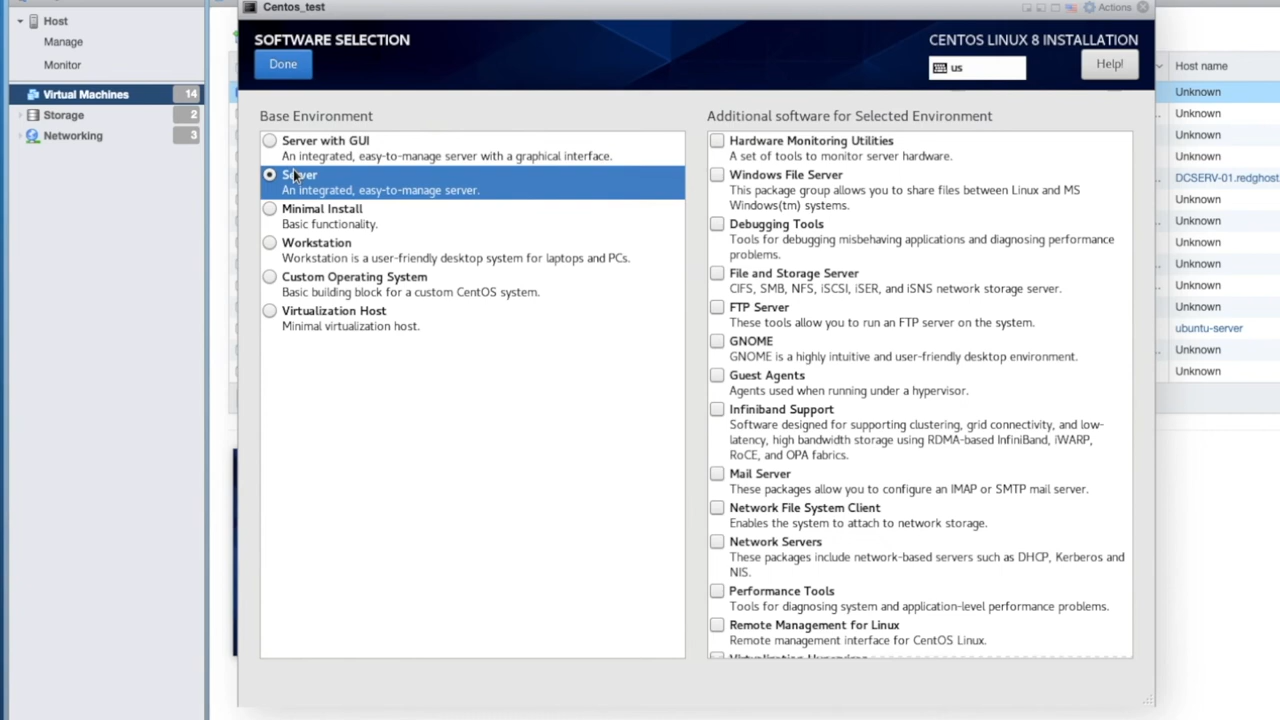 Centos_test
Actions
Host
Manage
Monitor
Virtual Machines 14
Storage 2
Networking 3
SOFTWARE SELECTION
Done
CENTOS LINUX 8 INSTALLATION
us
Help!
Base Environment
Server with GUI
An integrated, easy-to-manage server with a graphical interface.
Server
An integrated, easy-to-manage server.
Minimal Install
Basic functionality.
Workstation
Workstation is a user-friendly desktop system for laptops and PCs.
Custom Operating System
Basic building block for a custom CentOS system.
Virtualization Host
Minimal virtualization host.
Additional software for Selected Environment
Hardware Monitoring Utilities
A set of tools to monitor server hardware.
Windows File Server
This package group allows you to share files between Linux and MS
Windows(tm) systems.
Debugging Tools
Tools for debugging misbehaving applications and diagnosing performance
problems.
File and Storage Server
CIFS, SMB, NFS, iSCSI, iSER, and iSNS network storage server.
FTP Server
These tools allow you to run an FTP server on the system.
GNOME
GNOME is a highly intuitive and user-friendly desktop environment.
Guest Agents
Agents used when running under a hypervisor.
Infiniband Support
Software designed for supporting clustering, grid connectivity, and low-
latency, high bandwidth storage using RDMA-based InfiniBand, iWARP,
RoCE, and OPA fabrics.
Mail Server
These packages allow you to configure an IMAP or SMTP mail server.
Network File System Client
Enables the system to attach to network storage.
Network Servers
These packages include network-based servers such as DHCP, Kerberos and
NIS.
Performance Tools
Tools for diagnosing system and application-level performance problems.
Remote Management for Linux
Remote management interface for CentOS Linux.
Host name
Unknown
Unknown
Unknown
Unknown
DCSERV-01.redghost
Unknown
Unknown
Unknown
Unknown
Unknown
Unknown
ubuntu-server
Unknown
Unknown